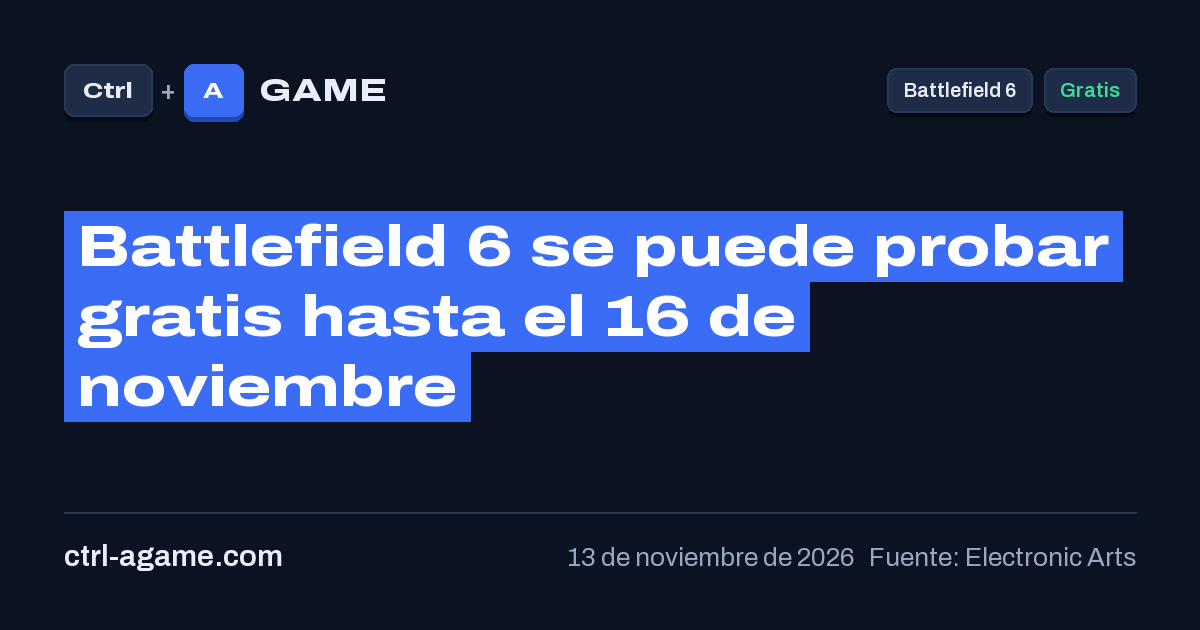 Ctrl + A GAME
Battlefield 6 Gratis
Battlefield 6 se puede probar
gratis hasta el 16 de
noviembre
ctrl-agame.com
13 de noviembre de 2026 Fuente: Electronic Arts